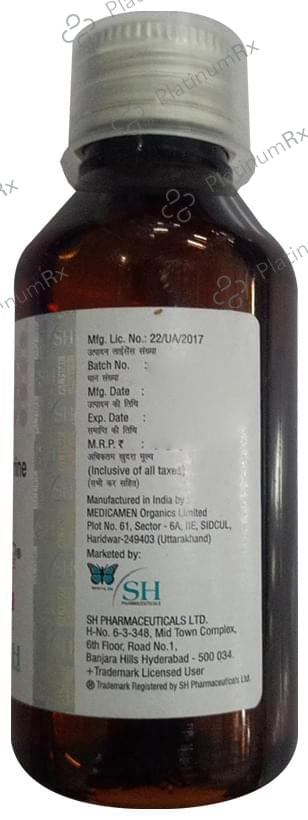 PlatinumRx
Mfg. Lic. No.: 22/UA/2017
उत्पादन लाईसेंस संख्या
Batch No. :
घान संख्या
Mfg. Date :
उत्पादन की तिथि
Exp. Date :
समाप्ति की तिथि
M.R.P. ₹ :
अधिकतम खुदरा मूल्य
(Inclusive of all taxes)
(सभी कर सहित)
Manufactured in India by :
MEDICAMEN Organics Limited
Plot No. 61, Sector - 6A, IIE, SIDCUL,
Haridwar-249403 (Uttarakhand)
Marketed by:
SH
PHARMACEUTICALS
SH PHARMACEUTICALS LTD.
H-No. 6-3-348, Mid Town Complex,
6th Floor, Road No.1,
Banjara Hills Hyderabad - 500 034.
+Trademark Licensed User
® Trademark Registered by SH Pharmaceuticals Ltd.
SH